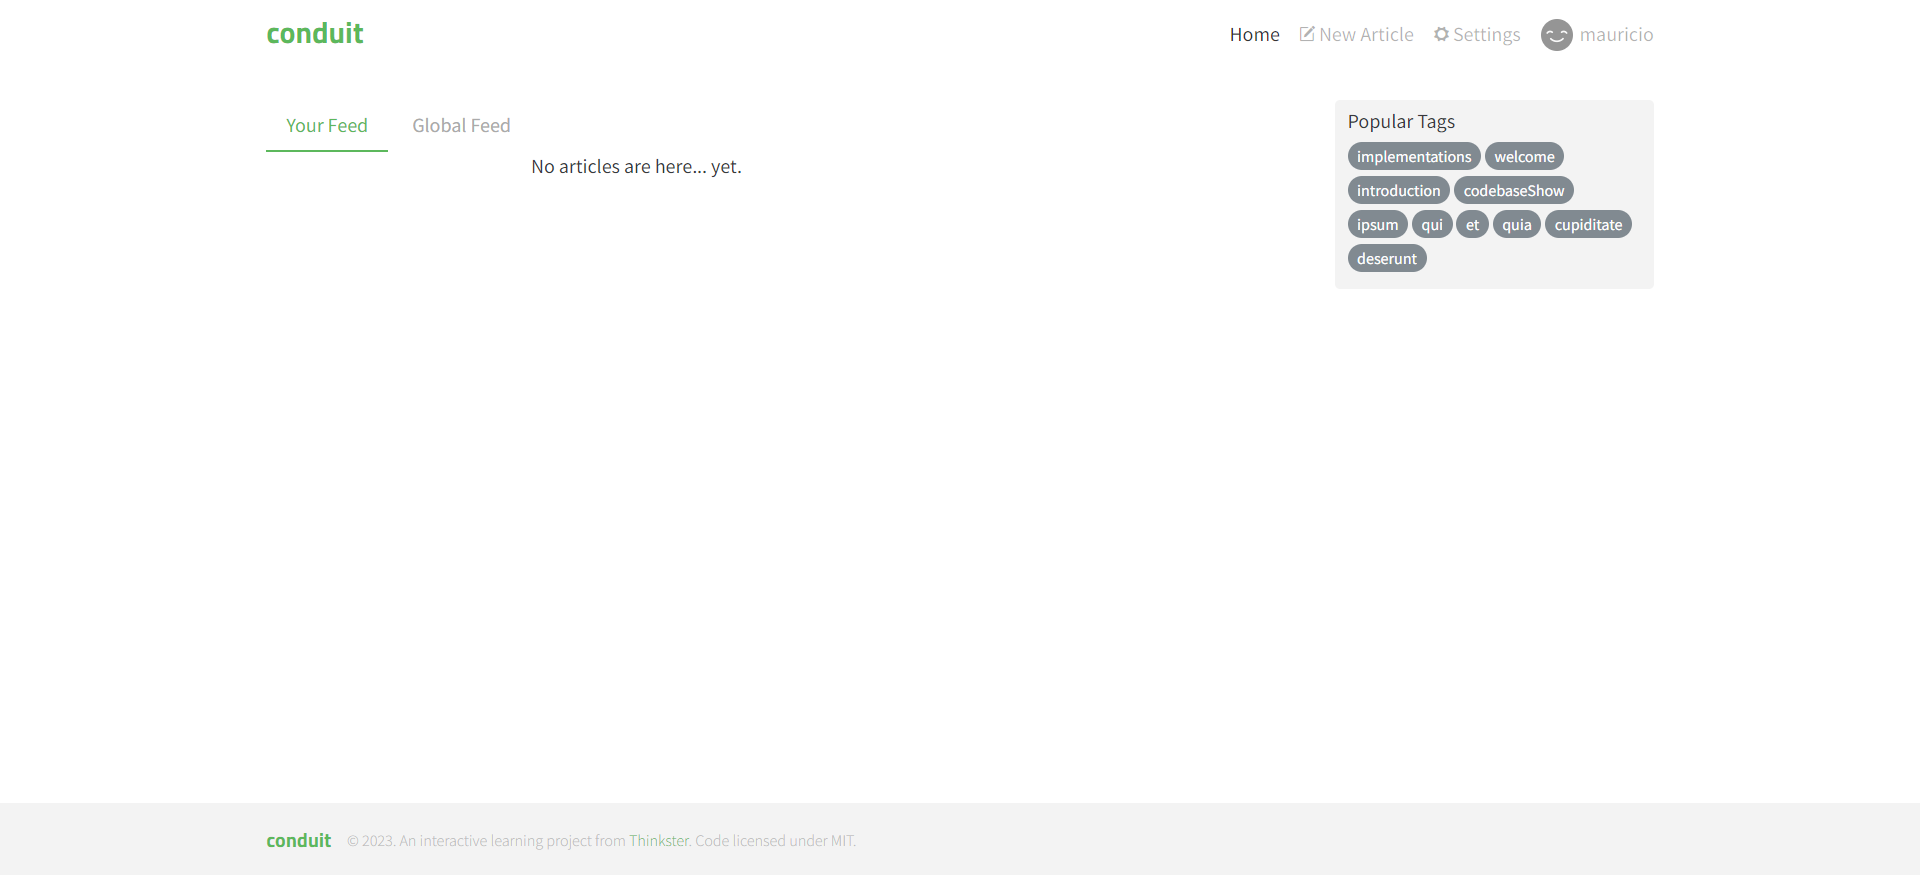 conduit
Home New Article Settings mauricio
Your Feed Global Feed
No articles are here... yet.
Popular Tags
implementations welcome
introduction codebaseShow
ipsum qui et quia cupiditate
deserunt
conduit © 2023. An interactive learning project from Thinkster. Code licensed under MIT.